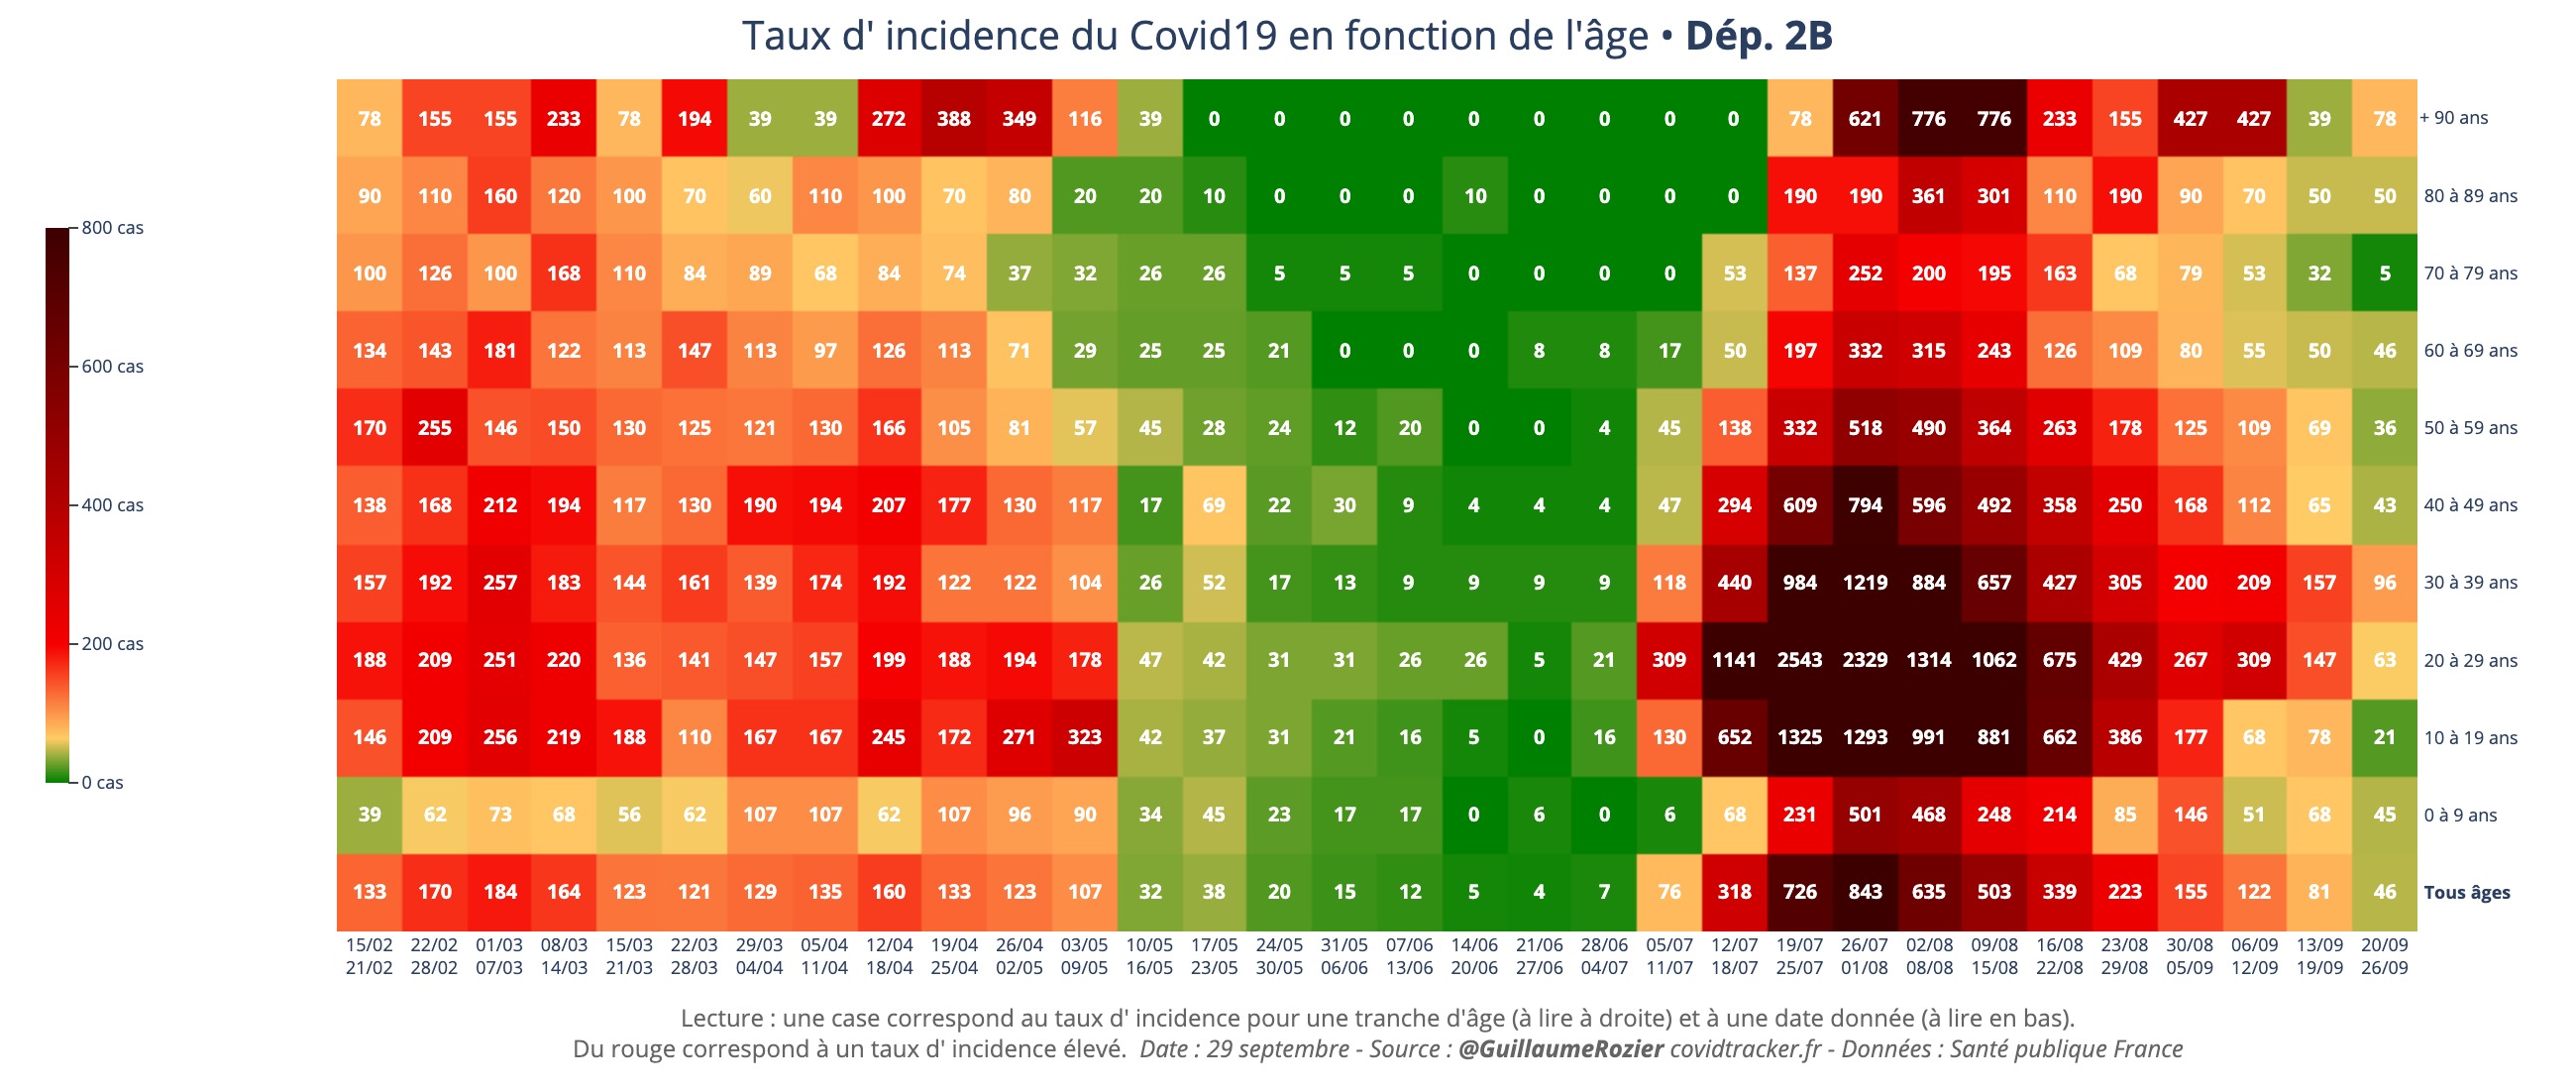 Taux d' incidence du Covid19 en fonction de l'âge • Dép. 2B
78 155 155 233 78 194 39 39 272 388 349 116 39 0 0 0 0 0 0 0 0 0 78 621 776 776 233 155 427 427 39 78 + 90 ans
90 110 160 120 100 70 60 110 100 70 80 20 20 10 0 0 0 10 0 0 0 0 190 190 361 301 110 190 90 70 50 50 80 à 89 ans
800 cas
100 126 100 168 110 84 89 68 84 74 37 32 26 26 5 5 5 0 0 0 0 53 137 252 200 195 163 68 79 53 32 5 70 à 79 ans
134 143 181 122 113 147 113 97 126 113 71 29 25 25 21 0 0 0 8 8 17 50 197 332 315 243 126 109 80 55 50 46 60 à 69 ans
600 cas
170 255 146 150 130 125 121 130 166 105 81 57 45 28 24 12 20 0 0 4 45 138 332 518 490 364 263 178 125 109 69 36 50 à 59 ans
400 cas
138 168 212 194 117 130 190 194 207 177 130 117 17 69 22 30 9 4 4 4 47 294 609 794 596 492 358 250 168 112 65 43 40 à 49 ans
157 192 257 183 144 161 139 174 192 122 122 104 26 52 17 13 9 9 9 9 118 440 984 1219 884 657 427 305 200 209 157 96 30 à 39 ans
200 cas
188 209 251 220 136 141 147 157 199 188 194 178 47 42 31 31 26 26 5 21 309 1141 2543 2329 1314 1062 675 429 267 309 147 63 20 à 29 ans
146 209 256 219 188 110 167 167 245 172 271 323 42 37 31 21 16 5 0 16 130 652 1325 1293 991 881 662 386 177 68 78 21 10 à 19 ans
0 cas
39 62 73 68 56 62 107 107 62 107 96 90 34 45 23 17 17 0 6 0 6 68 231 501 468 248 214 85 146 51 68 45 0 à 9 ans
133 170 184 164 123 121 129 135 160 133 123 107 32 38 20 15 12 5 4 7 76 318 726 843 635 503 339 223 155 122 81 46 Tous âges
15/02 22/02 01/03 08/03 15/03 22/03 29/03 05/04 12/04 19/04 26/04 03/05 10/05 17/05 24/05 31/05 07/06 14/06 21/06 28/06 05/07 12/07 19/07 26/07 02/08 09/08 16/08 23/08 30/08 06/09 13/09 20/09
21/02 28/02 07/03 14/03 21/03 28/03 04/04 11/04 18/04 25/04 02/05 09/05 16/05 23/05 30/05 06/06 13/06 20/06 27/06 04/07 11/07 18/07 25/07 01/08 08/08 15/08 22/08 29/08 05/09 12/09 19/09 26/09
Lecture : une case correspond au taux d' incidence pour une tranche d'âge (à lire à droite) et à une date donnée (à lire en bas).
Du rouge correspond à un taux d' incidence élevé. Date : 29 septembre - Source : @GuillaumeRozier covidtracker.fr - Données : Santé publique France